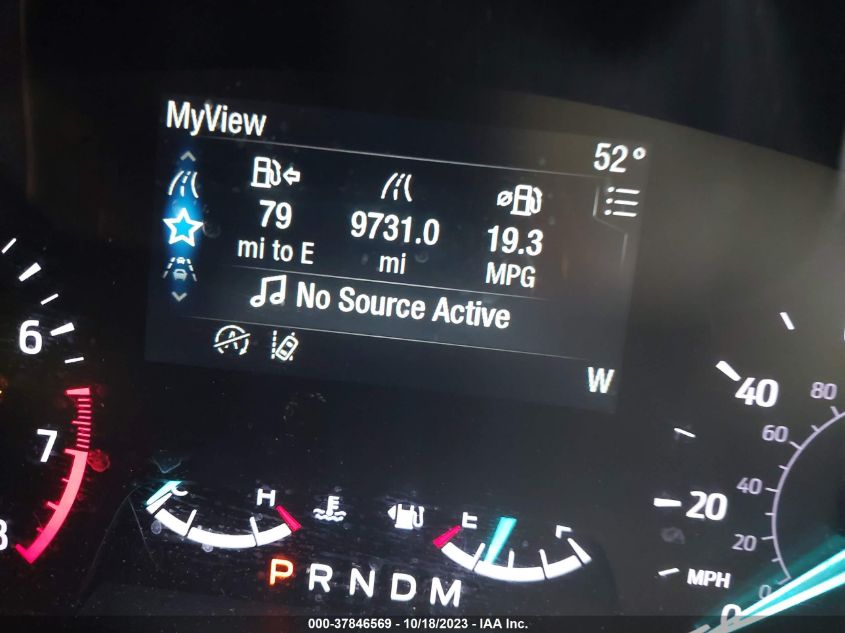 MyView
52°
79
mi to E
9731.0
mi
19.3
MPG
No Source Active
W
6
7
8
C
H
E
F
P R N D M
40
20
0
MPH
80
60
40
20
0
000-37846569 - 10/18/2023 - IAA Inc.